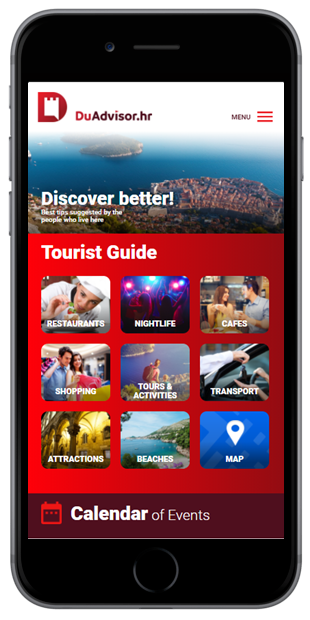 DuAdvisor.hr
MENU
Discover better!
Best tips suggested by the
people who live here
Tourist Guide
RESTAURANTS
NIGHTLIFE
CAFES
SHOPPING
TOURS &
ACTIVITIES
TRANSPORT
ATTRACTIONS
BEACHES
MAP
Calendar of Events